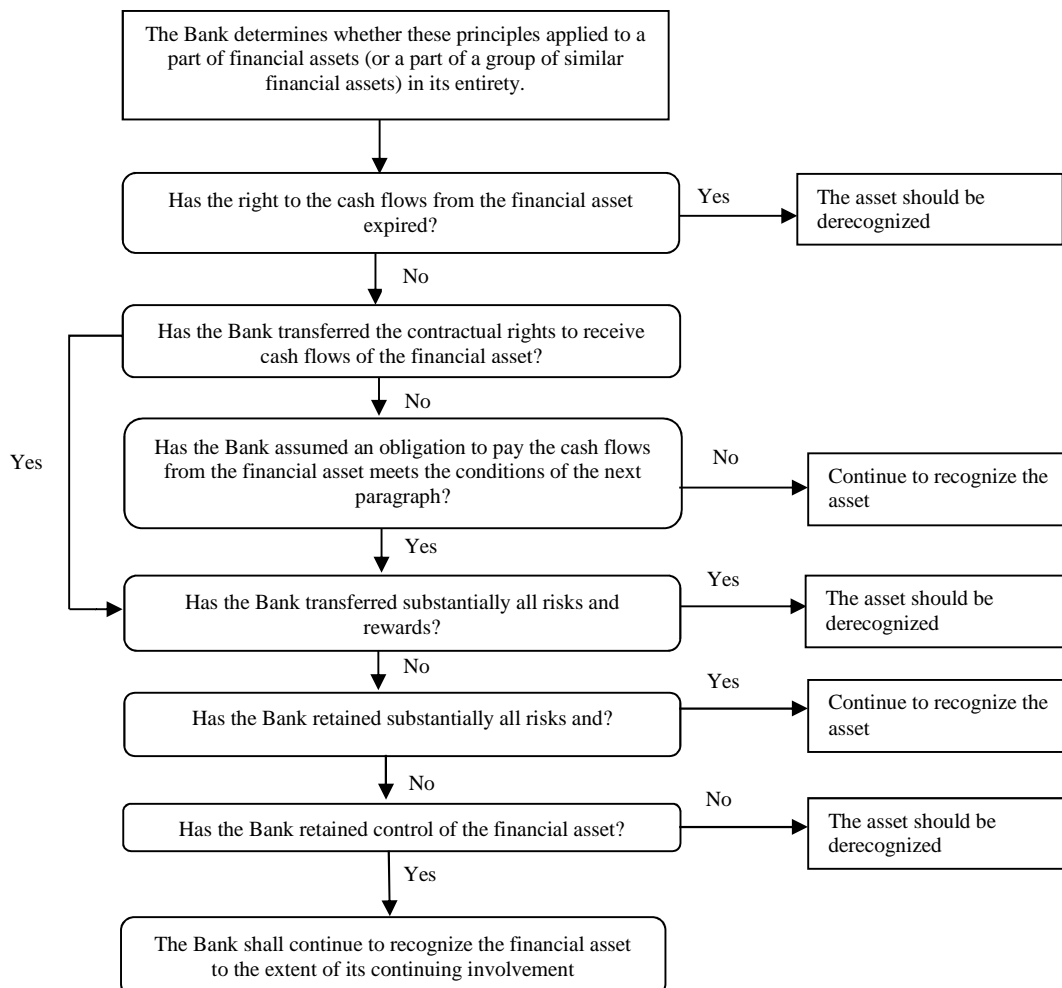 The Bank determines whether these principles applied to a
part of financial assets (or a part of a group of similar
financial assets) in its entirety.
Has the right to the cash flows from the financial asset
expired?
Yes
The asset should be
derecognized
No
Has the Bank transferred the contractual rights to receive
cash flows of the financial asset?
No
Yes
Has the Bank assumed an obligation to pay the cash flows
from the financial asset meets the conditions of the next
paragraph?
No
Continue to recognize the
asset
Yes
Has the Bank transferred substantially all risks and
rewards?
Yes
The asset should be
derecognized
No
Has the Bank retained substantially all risks and?
Yes
Continue to recognize the
asset
No
Has the Bank retained control of the financial asset?
No
The asset should be
derecognized
Yes
The Bank shall continue to recognize the financial asset
to the extent of its continuing involvement